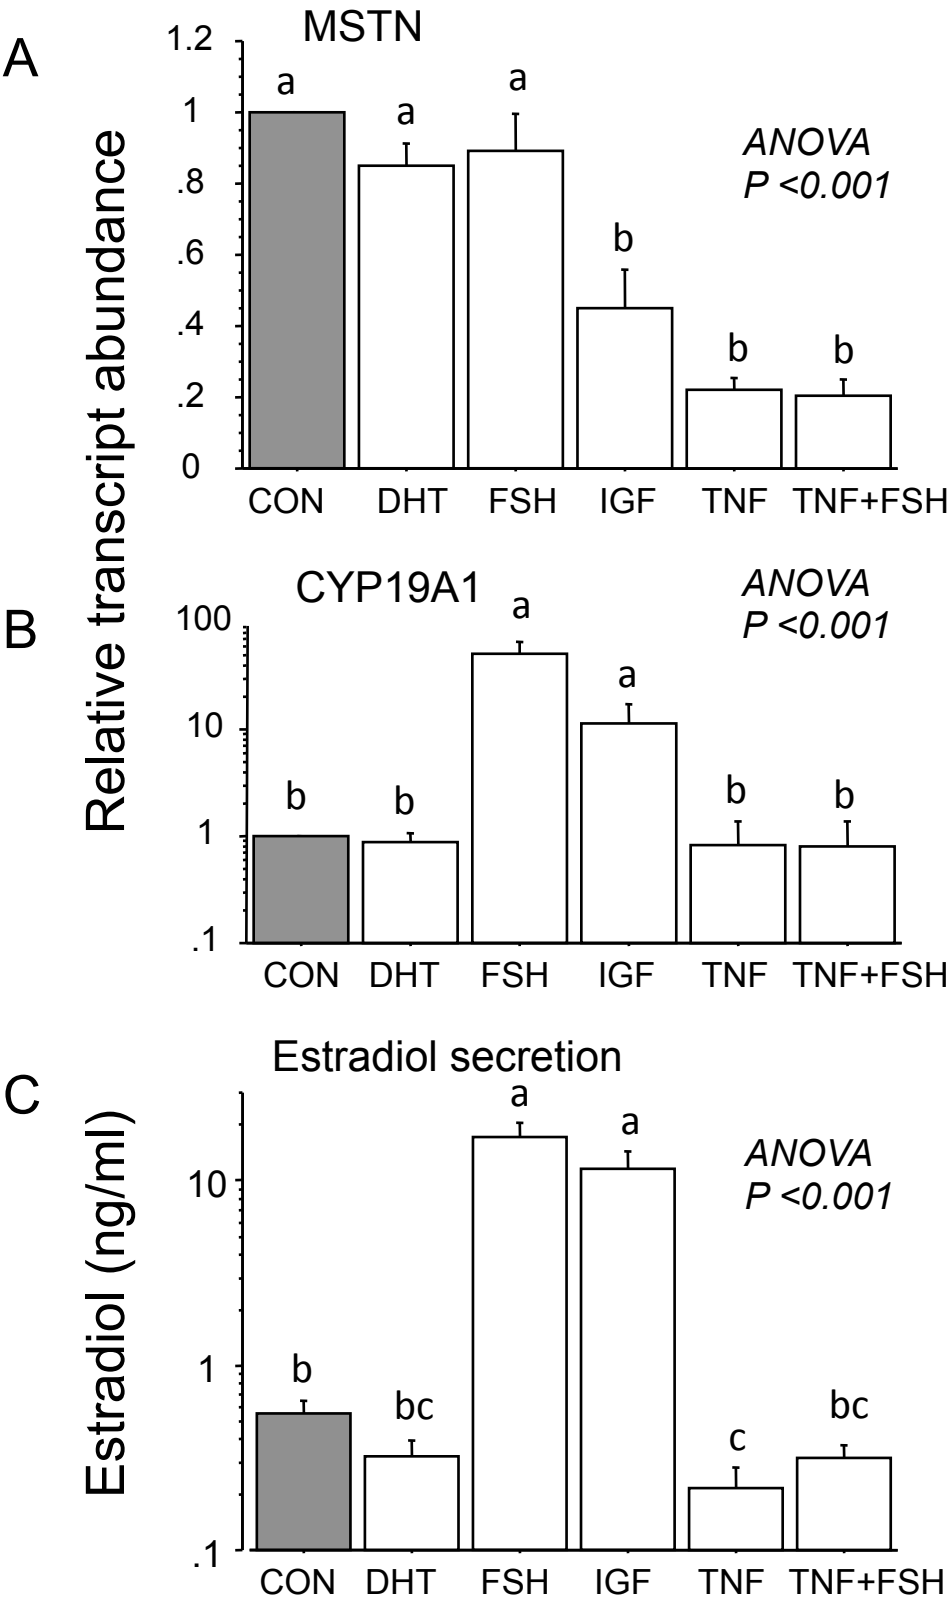 A
MSTN
1.2
1
.8
.6
.4
.2
0
a
a
a
b
b
b
ANOVA
P <0.001
CON DHT FSH IGF TNF TNF+FSH
Relative transcript abundance
B
CYP19A1
100
10
1
.1
b
b
a
a
b
b
ANOVA
P <0.001
CON DHT FSH IGF TNF TNF+FSH
C
Estradiol secretion
Estradiol (ng/ml)
10
1
.1
b
bc
a
a
c
bc
ANOVA
P <0.001
CON DHT FSH IGF TNF TNF+FSH